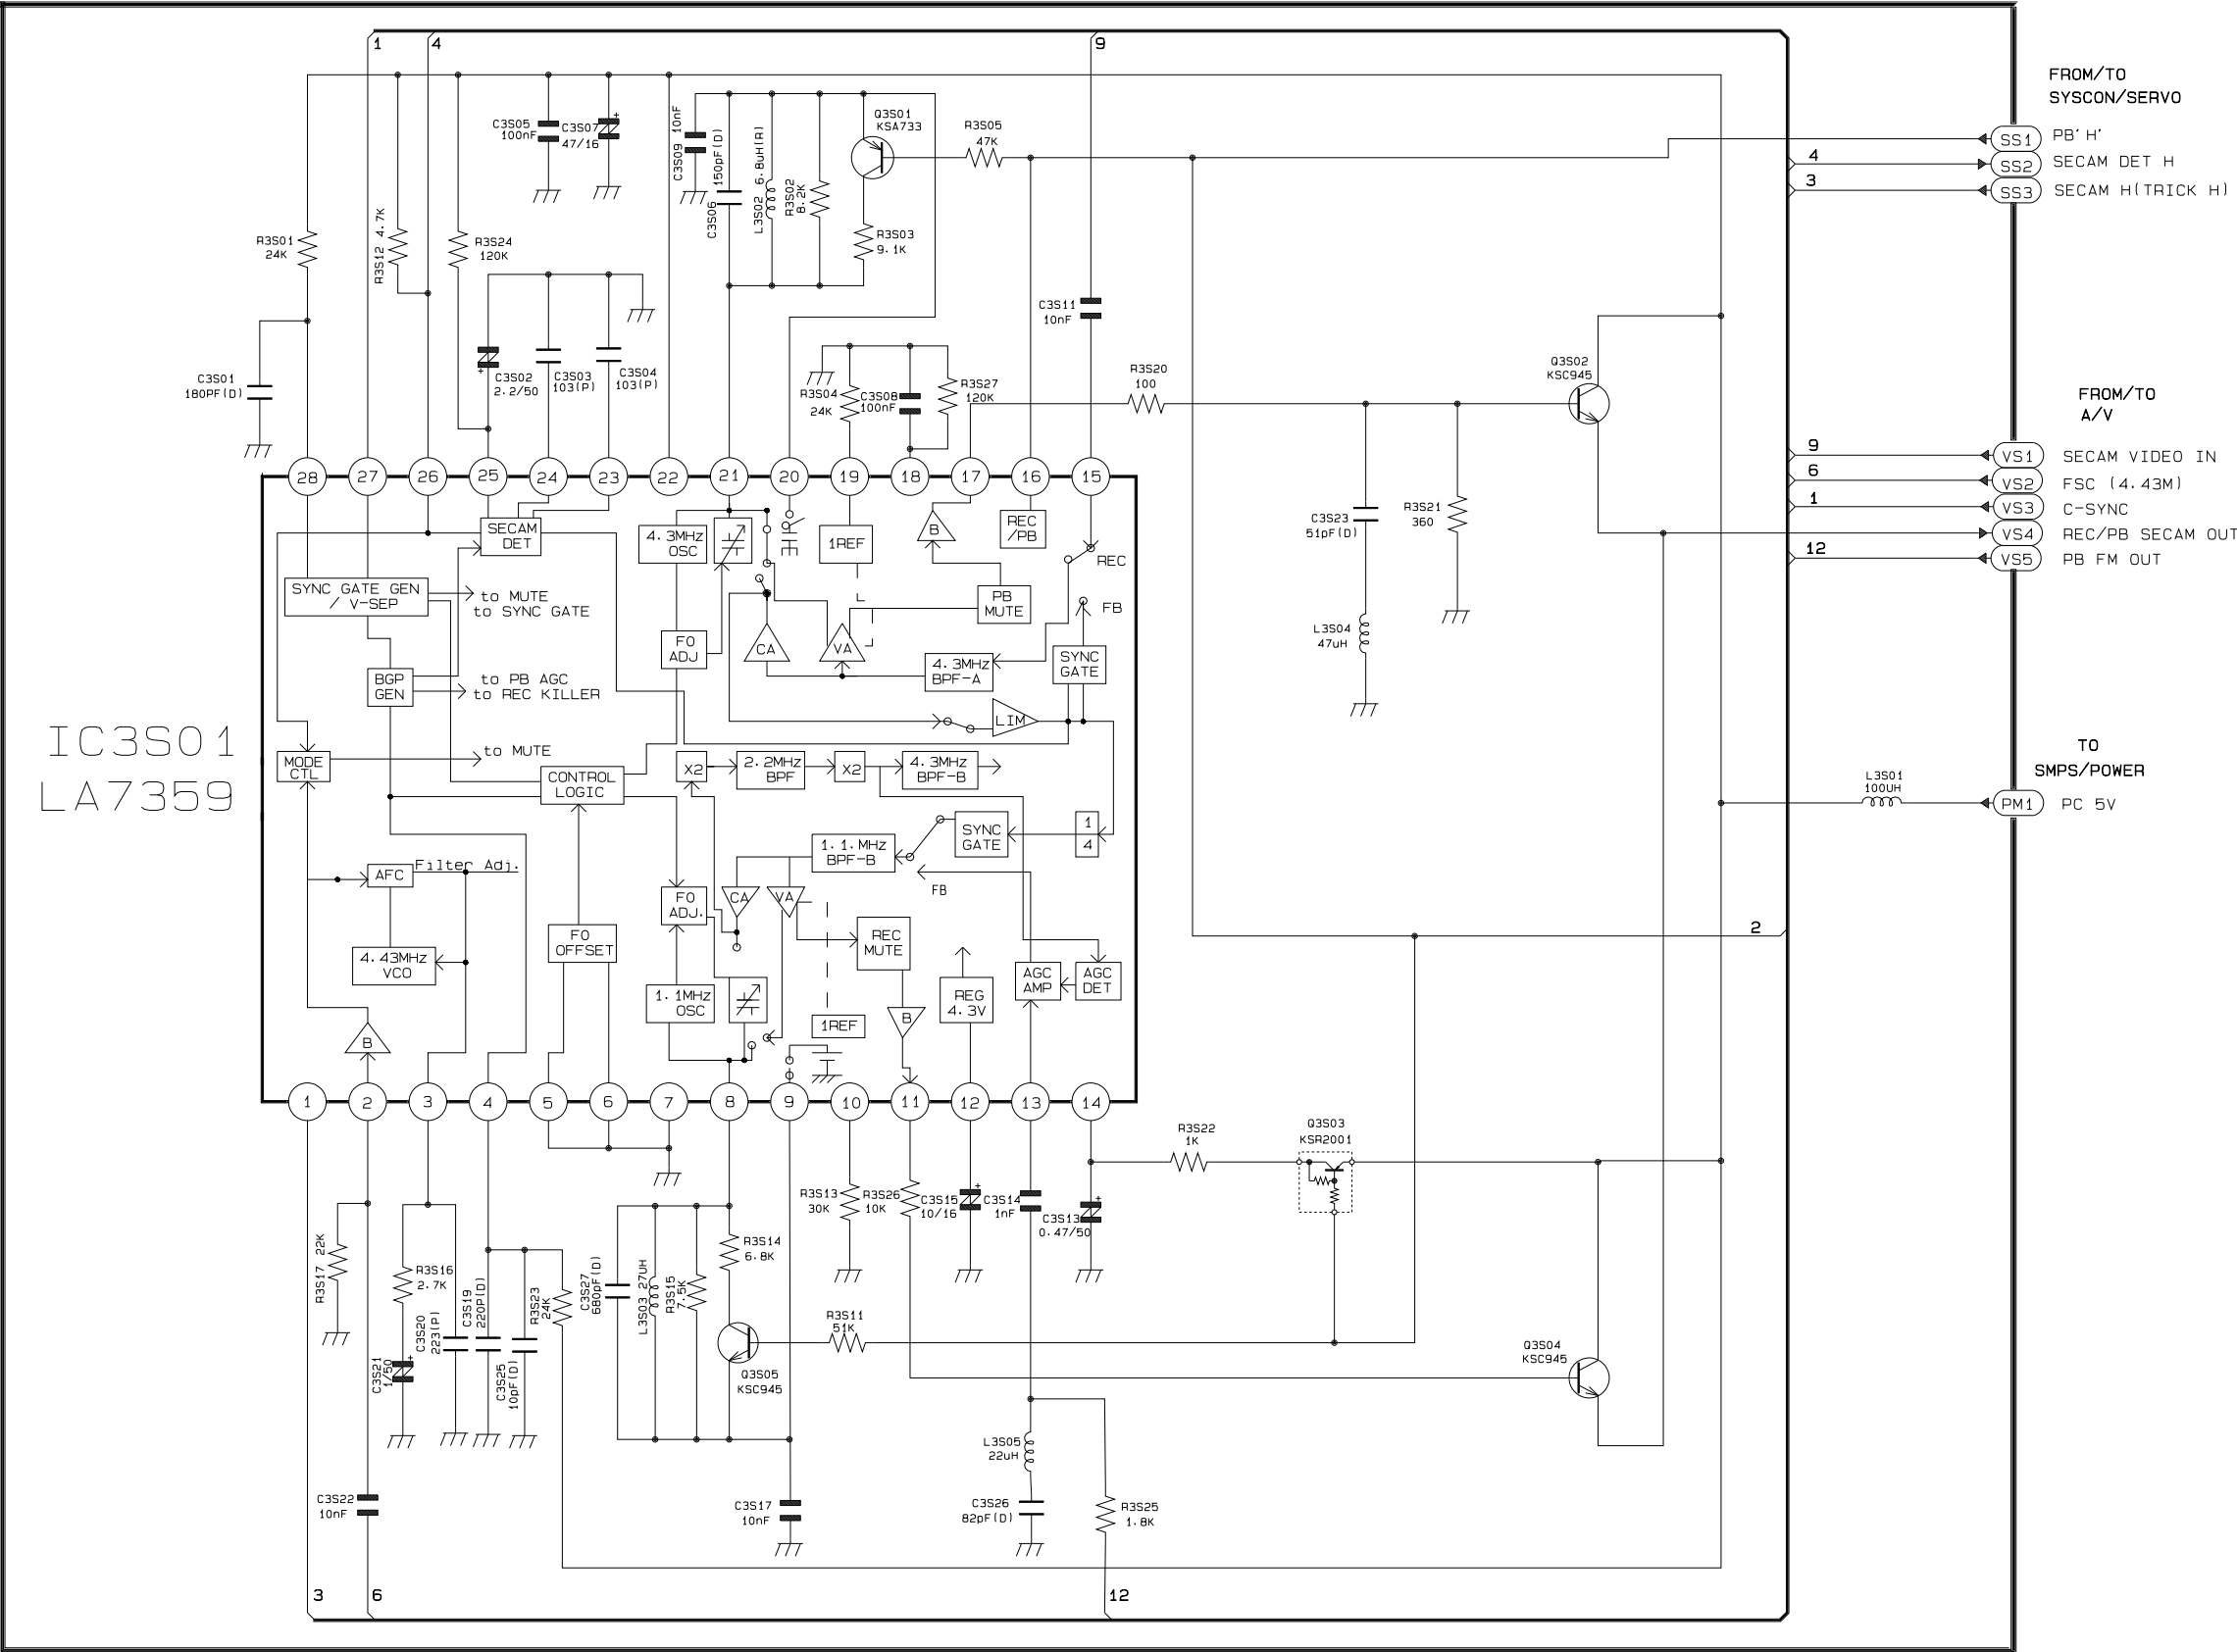 1
4
9
FROM/TO
SYSCON/SERVO
SS1 PB'H'
4 SS2 SECAM DET H
3 SS3 SECAM H(TRICK H)
C3S05
100nF
C3S07
47/16
C3S09 10nF
C3S06 150pF(D)
L3S02 6.8uH(R)
R3S02
8.2K
Q3S01
KSA733
R3S05
47K
R3S03
9.1K
R3S01
24K
R3S12 4.7K
R3S24
120K
C3S11
10nF
C3S01
180PF(D)
C3S02
2.2/50
C3S03
103(P)
C3S04
103(P)
R3S04
24K
C3S08
100nF
R3S27
120K
R3S20
100
Q3S02
KSC945
FROM/TO
A/V
9 VS1 SECAM VIDEO IN
6 VS2 FSC (4.43M)
1 VS3 C-SYNC
VS4 REC/PB SECAM OUT
12 VS5 PB FM OUT
28 27 26 25 24 23 22 21 20 19 18 17 16 15
C3S23
51pF(D)
R3S21
360
L3S04
47uH
SECAM
DET
4.3MHz
OSC
1REF
B
REC
/PB
REC
SYNC GATE GEN
/ V-SEP
to MUTE
to SYNC GATE
PB
MUTE
FB
FO
ADJ
CA
VA
4.3MHz
BPF-A
SYNC
GATE
BGP
GEN
to PB AGC
to REC KILLER
LIM
IC3S01
LA7359
MODE
CTL
to MUTE
CONTROL
LOGIC
X2
2.2MHz
BPF
X2
4.3MHz
BPF-B
TO
SMPS/POWER
L3S01
100UH
PM1 PC 5V
SYNC
GATE
1
4
1.1.MHz
BPF-B
FB
AFC
Filter Adj.
FO
ADJ.
CA
VA
FO
OFFSET
REC
MUTE
2
4.43MHz
VCO
1.1MHz
OSC
REG
4.3V
AGC
AMP
AGC
DET
1REF
B
B
1 2 3 4 5 6 7 8 9 10 11 12 13 14
R3S22
1K
Q3S03
KSR2001
R3S13
30K
R3S26
10K
C3S15
10/16
C3S14
1nF
C3S13
0.47/50
R3S17 22K
R3S16
2.7K
C3S21
1/50
C3S20
223(P)
C3S19
220P(D)
C3S25
10pF(D)
R3S23
24K
C3S27
680pF(D)
L3S03 27UH
R3S15
7.5K
R3S14
6.8K
Q3S05
KSC945
R3S11
51K
Q3S04
KSC945
L3S05
22uH
C3S26
82pF(D)
R3S25
1.8K
C3S22
10nF
C3S17
10nF
3
6
12